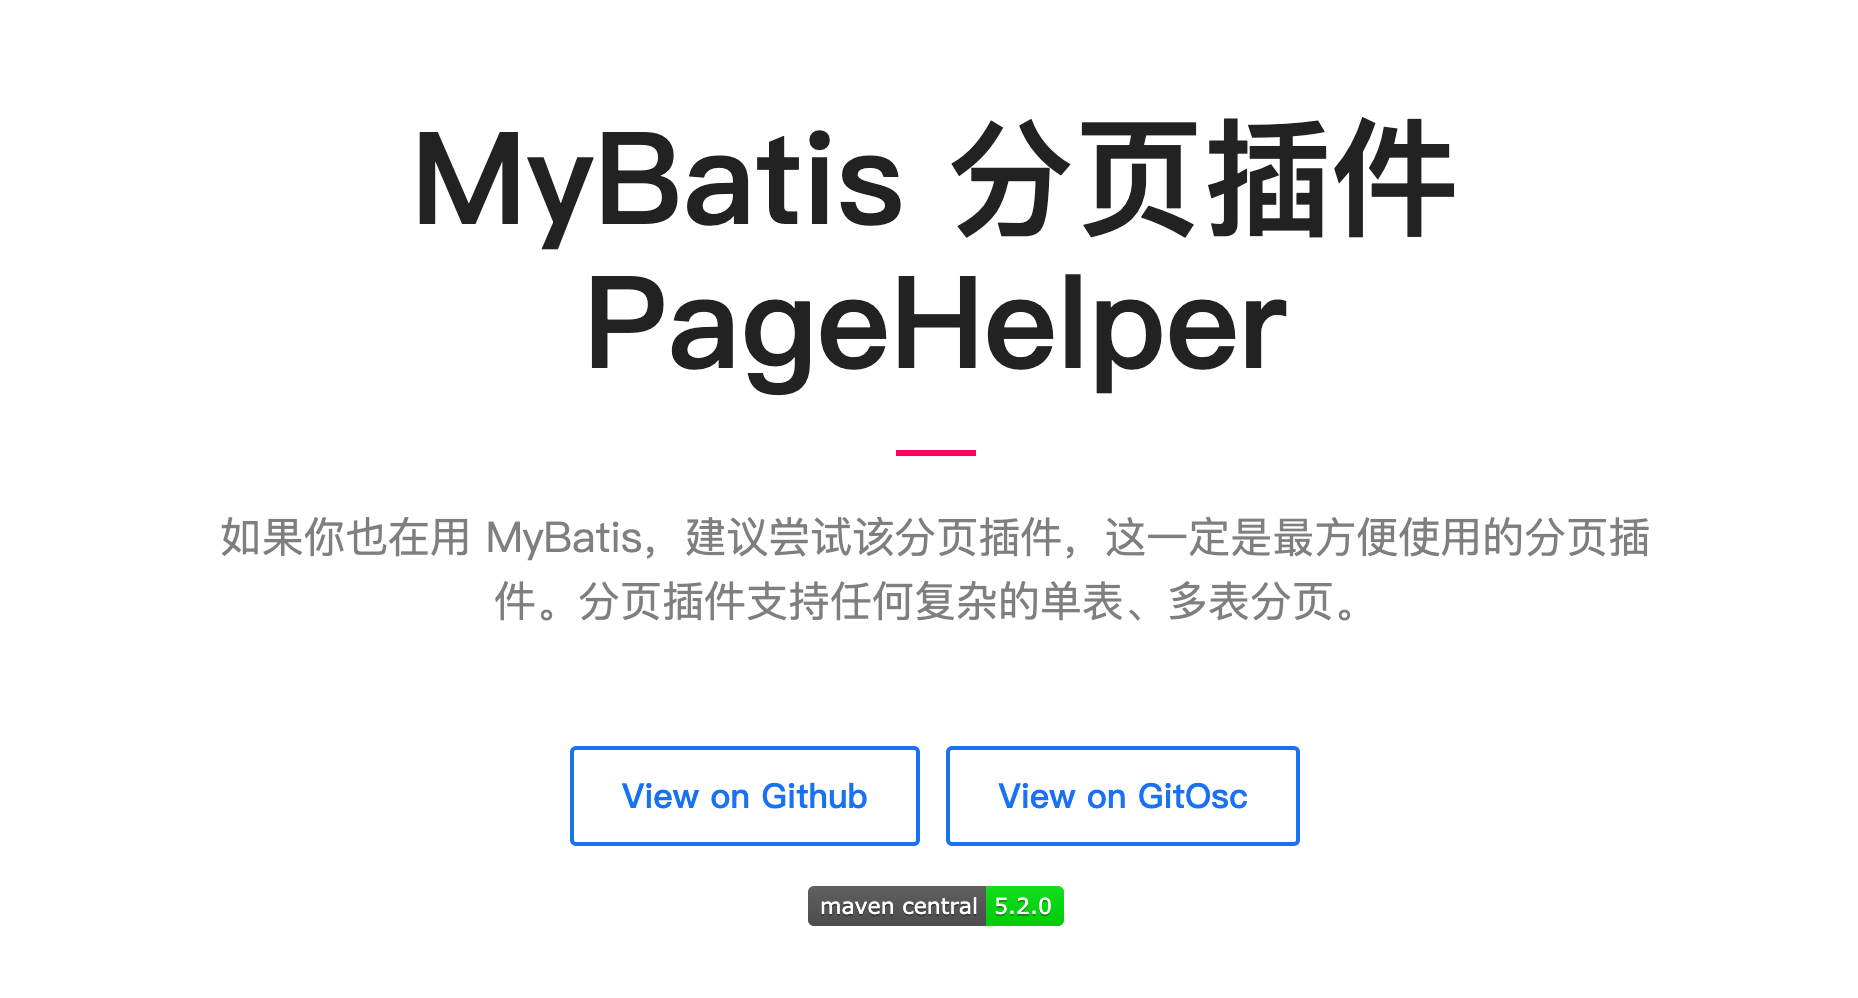 MyBatis 分页插件
PageHelper
如果你也在用 MyBatis，建议尝试该分页插件，这一定是最方便使用的分页插
件。分页插件支持任何复杂的单表、多表分页。
View on Github
View on GitOsc
maven central 5.2.0